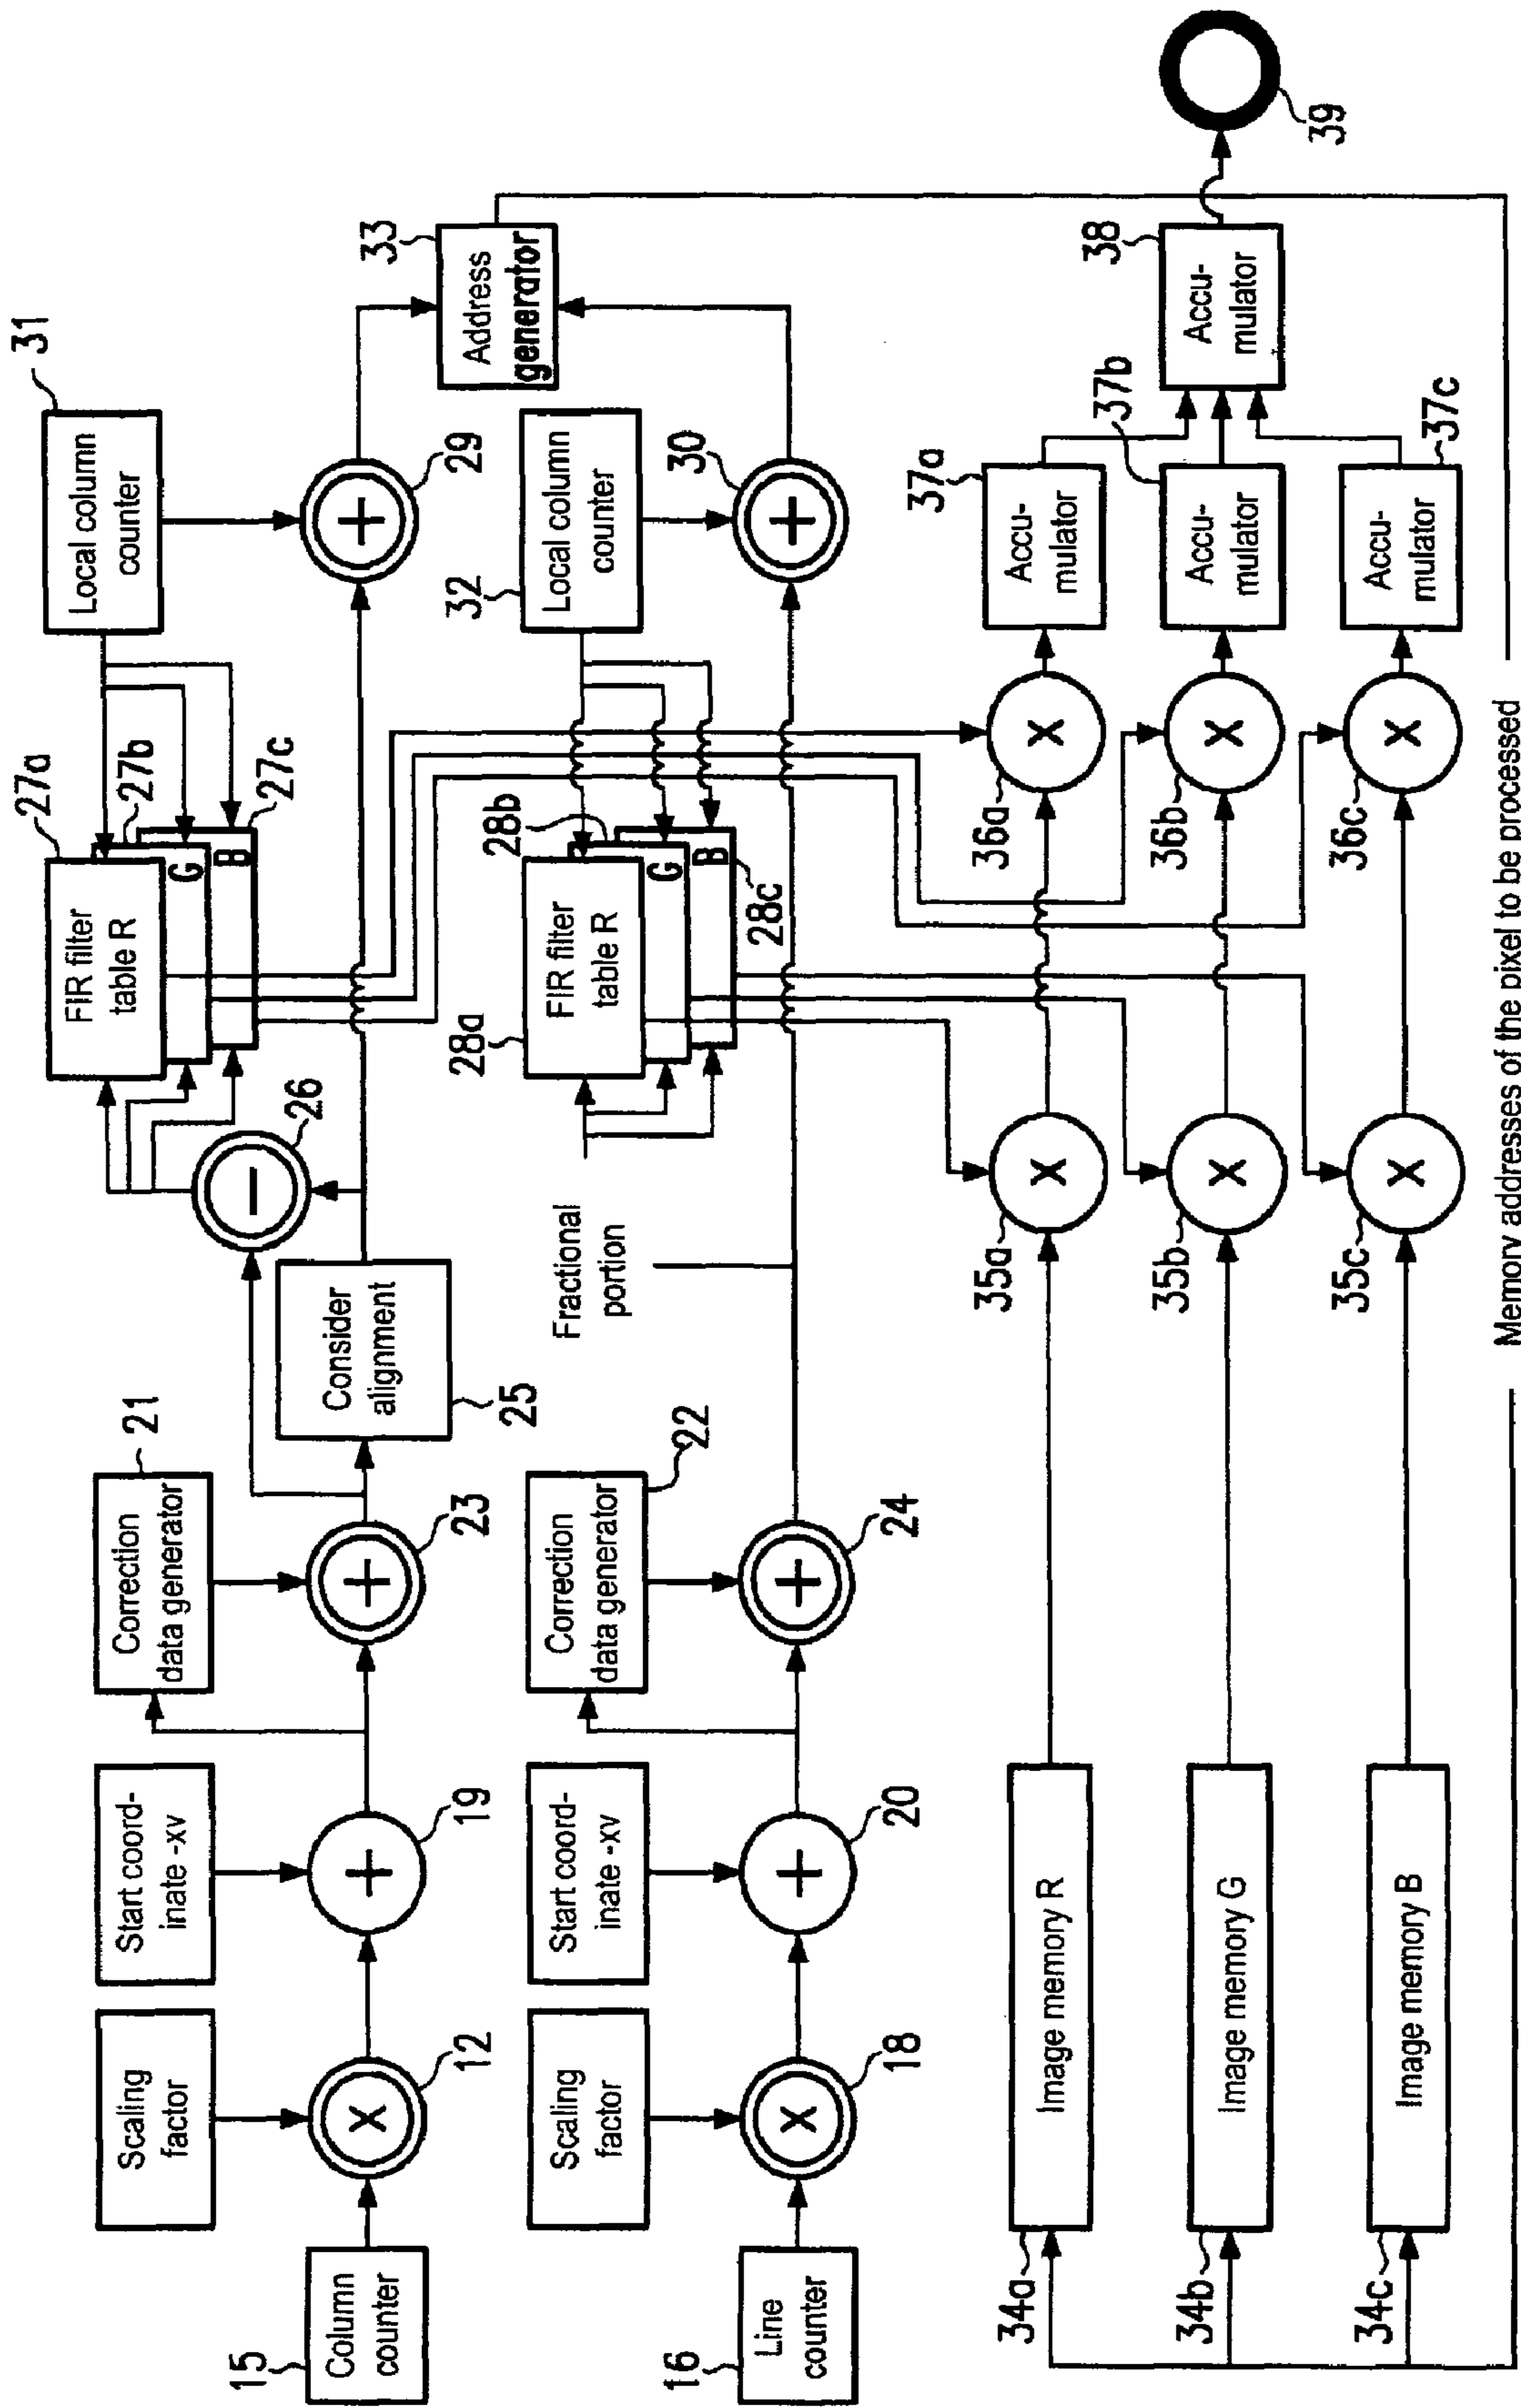 15
Column
counter
Scaling
factor
X
12
Start coord-
inate -xv
+
19
Correction
data generator
21
+
23
Consider
alignment
25
−
26
FIR filter
table R
27a
G
27b
B
27c
Local column
counter
31
+
29
Address
generator
33
16
Line
counter
Scaling
factor
X
18
Start coord-
inate -xv
+
20
Correction
data generator
22
+
24
Fractional
portion
28a
FIR filter
table R
G
28b
B
28c
32
Local column
counter
+
30
34a
Image memory R
35a
X
36a
X
37a
Accu-
mulator
34b
Image memory G
35b
X
36b
X
37b
Accu-
mulator
34c
Image memory B
35c
X
36c
X
37c
Accu-
mulator
38
Accu-
mulator
39
Memory addresses of the pixel to be processed